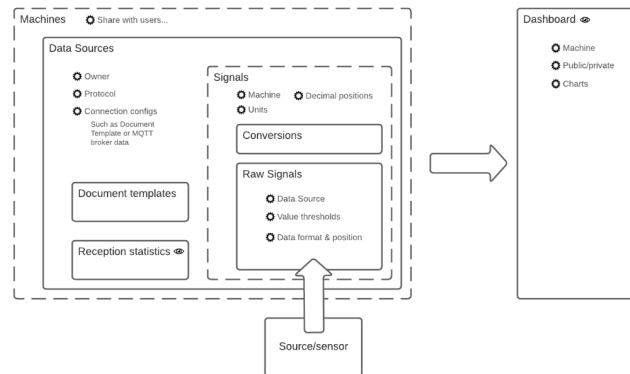 Machines
Share with users...
Data Sources
Owner
Protocol
Connection configs
Such as Document
Template or MQTT
broker data
Document templates
Reception statistics
Signals
Machine
Decimal positions
Units
Conversions
Raw Signals
Data Source
Value thresholds
Data format & position
Source/sensor
Dashboard
Machine
Public/private
Charts